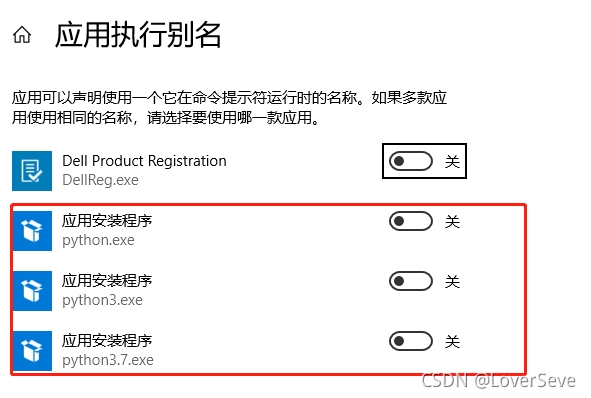 应用执行别名
应用可以声明使用一个它在命令提示符运行时的名称。如果多款应
用使用相同的名称，请选择要使用哪一款应用。
Dell Product Registration
关
DellReg.exe
应用安装程序
关
python.exe
应用安装程序
关
python3.exe
应用安装程序
关
python3.7.exe
CSDN @LoverSeve